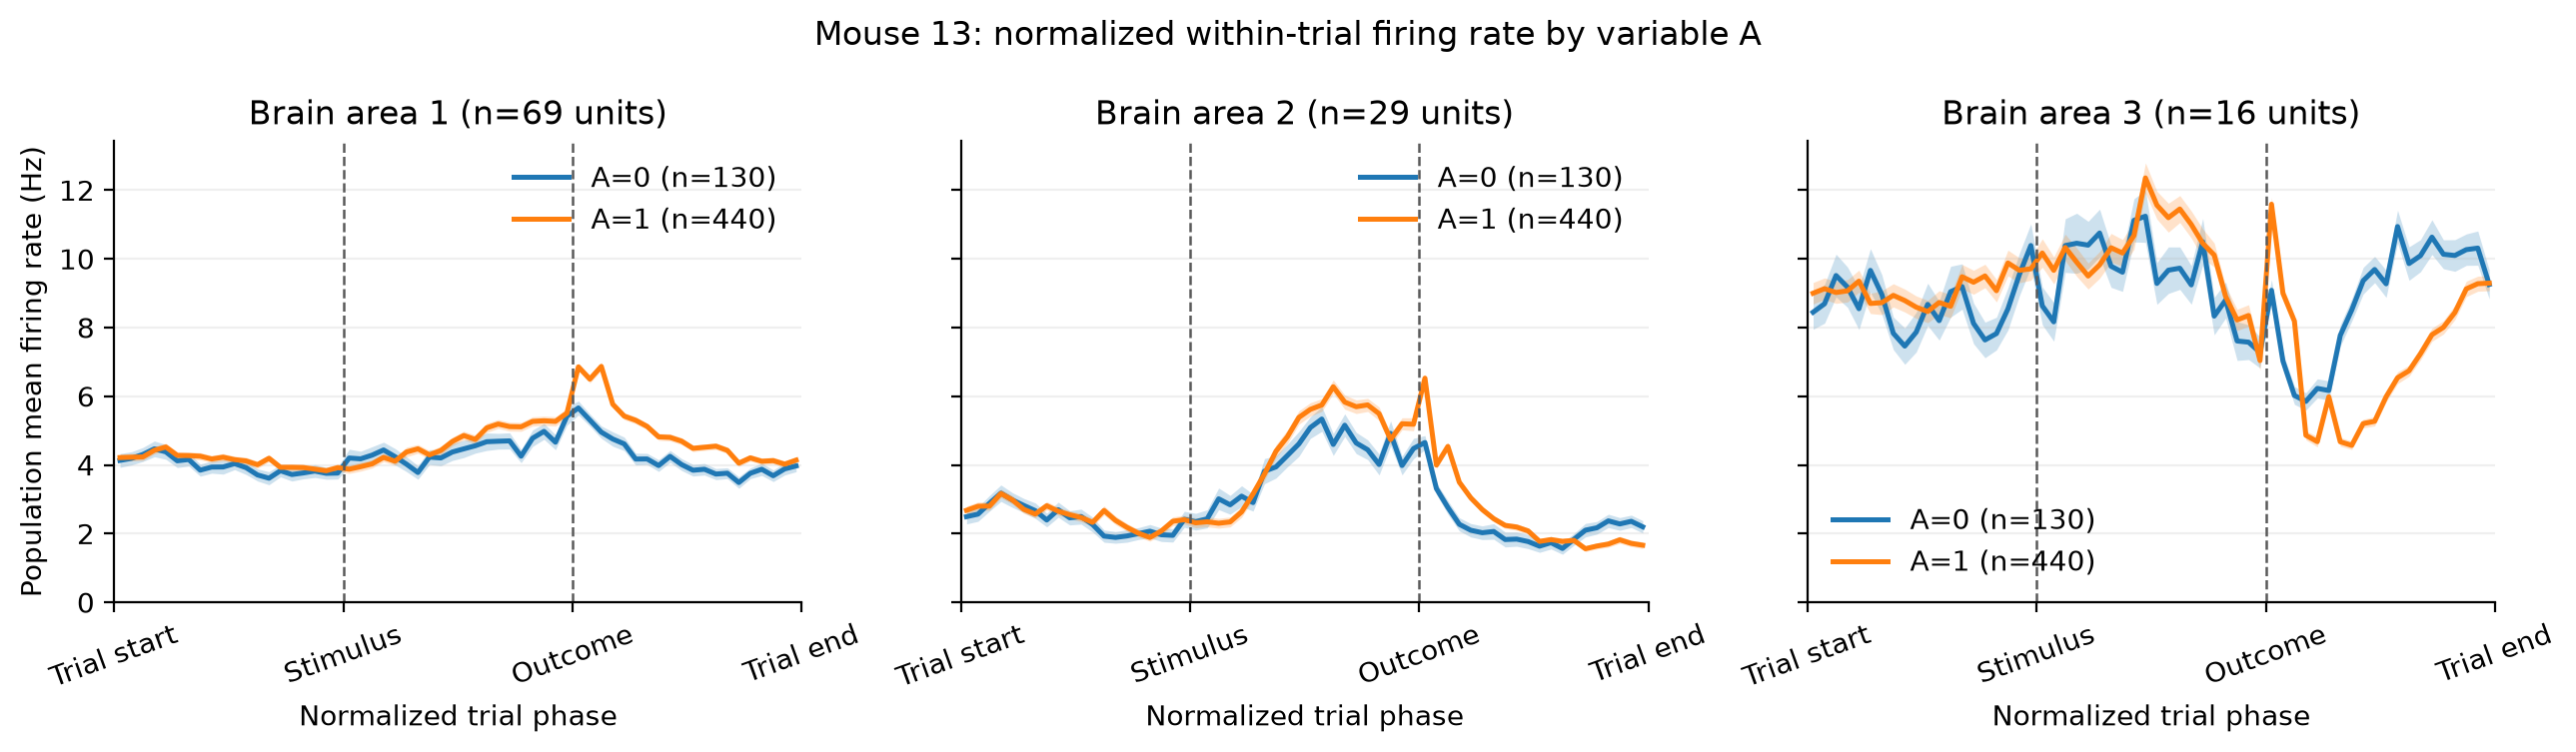 Mouse 13: normalized within-trial firing rate by variable A
Brain area 1 (n=69 units)
Population mean firing rate (Hz)
12
10
8
6
4
2
0
A=0 (n=130)
A=1 (n=440)
Trial start
Stimulus
Outcome
Trial end
Normalized trial phase
Brain area 2 (n=29 units)
A=0 (n=130)
A=1 (n=440)
Trial start
Stimulus
Outcome
Trial end
Normalized trial phase
Brain area 3 (n=16 units)
A=0 (n=130)
A=1 (n=440)
Trial start
Stimulus
Outcome
Trial end
Normalized trial phase